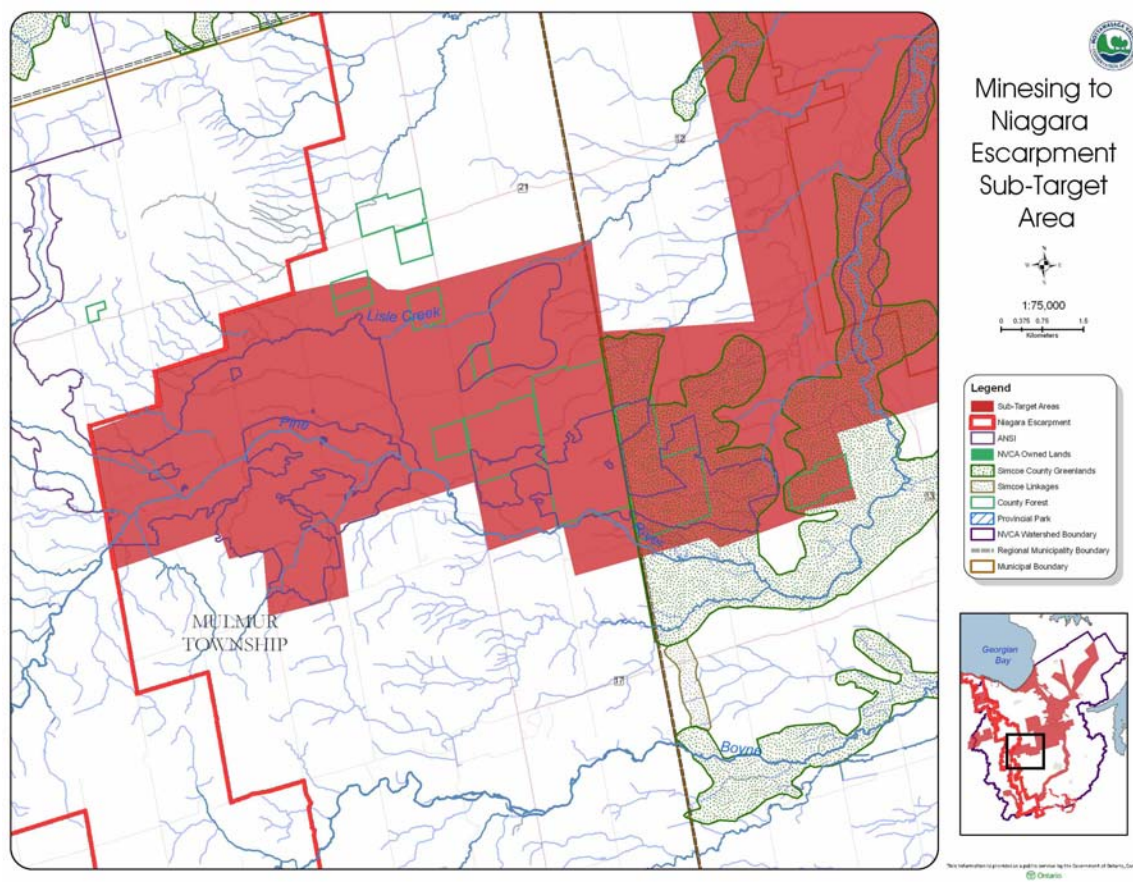 Minesing to
Niagara
Escarpment
Sub-Target
Area
1:75,000
0 0.375 0.75 1.5
Kilometers
Legend
Sub-Target Areas
Niagara Escarpment
ANSI
NVCA Owned Lands
Simcoe County Greenlands
Simcoe Linkages
County Forest
Provincial Park
NVCA Watershed Boundary
Regional Municipality Boundary
Municipal Boundary
Georgian
Bay
Ontario
12
21
Lisle Creek
Pine
Pine
MULMUR
TOWNSHIP
17
Boyne